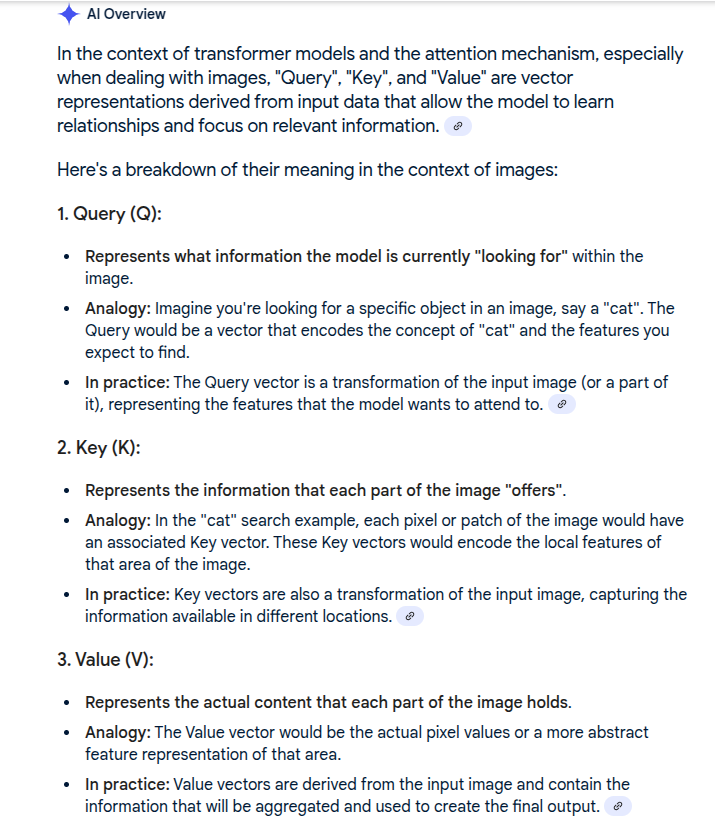 AI Overview
In the context of transformer models and the attention mechanism, especially
when dealing with images, "Query", "Key", and "Value" are vector
representations derived from input data that allow the model to learn
relationships and focus on relevant information.
Here's a breakdown of their meaning in the context of images:
1. Query (Q):
• Represents what information the model is currently "looking for" within the
image.
• Analogy: Imagine you're looking for a specific object in an image, say a "cat". The
Query would be a vector that encodes the concept of "cat" and the features you
expect to find.
• In practice: The Query vector is a transformation of the input image (or a part of
it), representing the features that the model wants to attend to.
2. Key (K):
• Represents the information that each part of the image "offers".
• Analogy: In the "cat" search example, each pixel or patch of the image would have
an associated Key vector. These Key vectors would encode the local features of
that area of the image.
• In practice: Key vectors are also a transformation of the input image, capturing the
information available in different locations.
3. Value (V):
• Represents the actual content that each part of the image holds.
• Analogy: The Value vector would be the actual pixel values or a more abstract
feature representation of that area.
• In practice: Value vectors are derived from the input image and contain the
information that will be aggregated and used to create the final output.